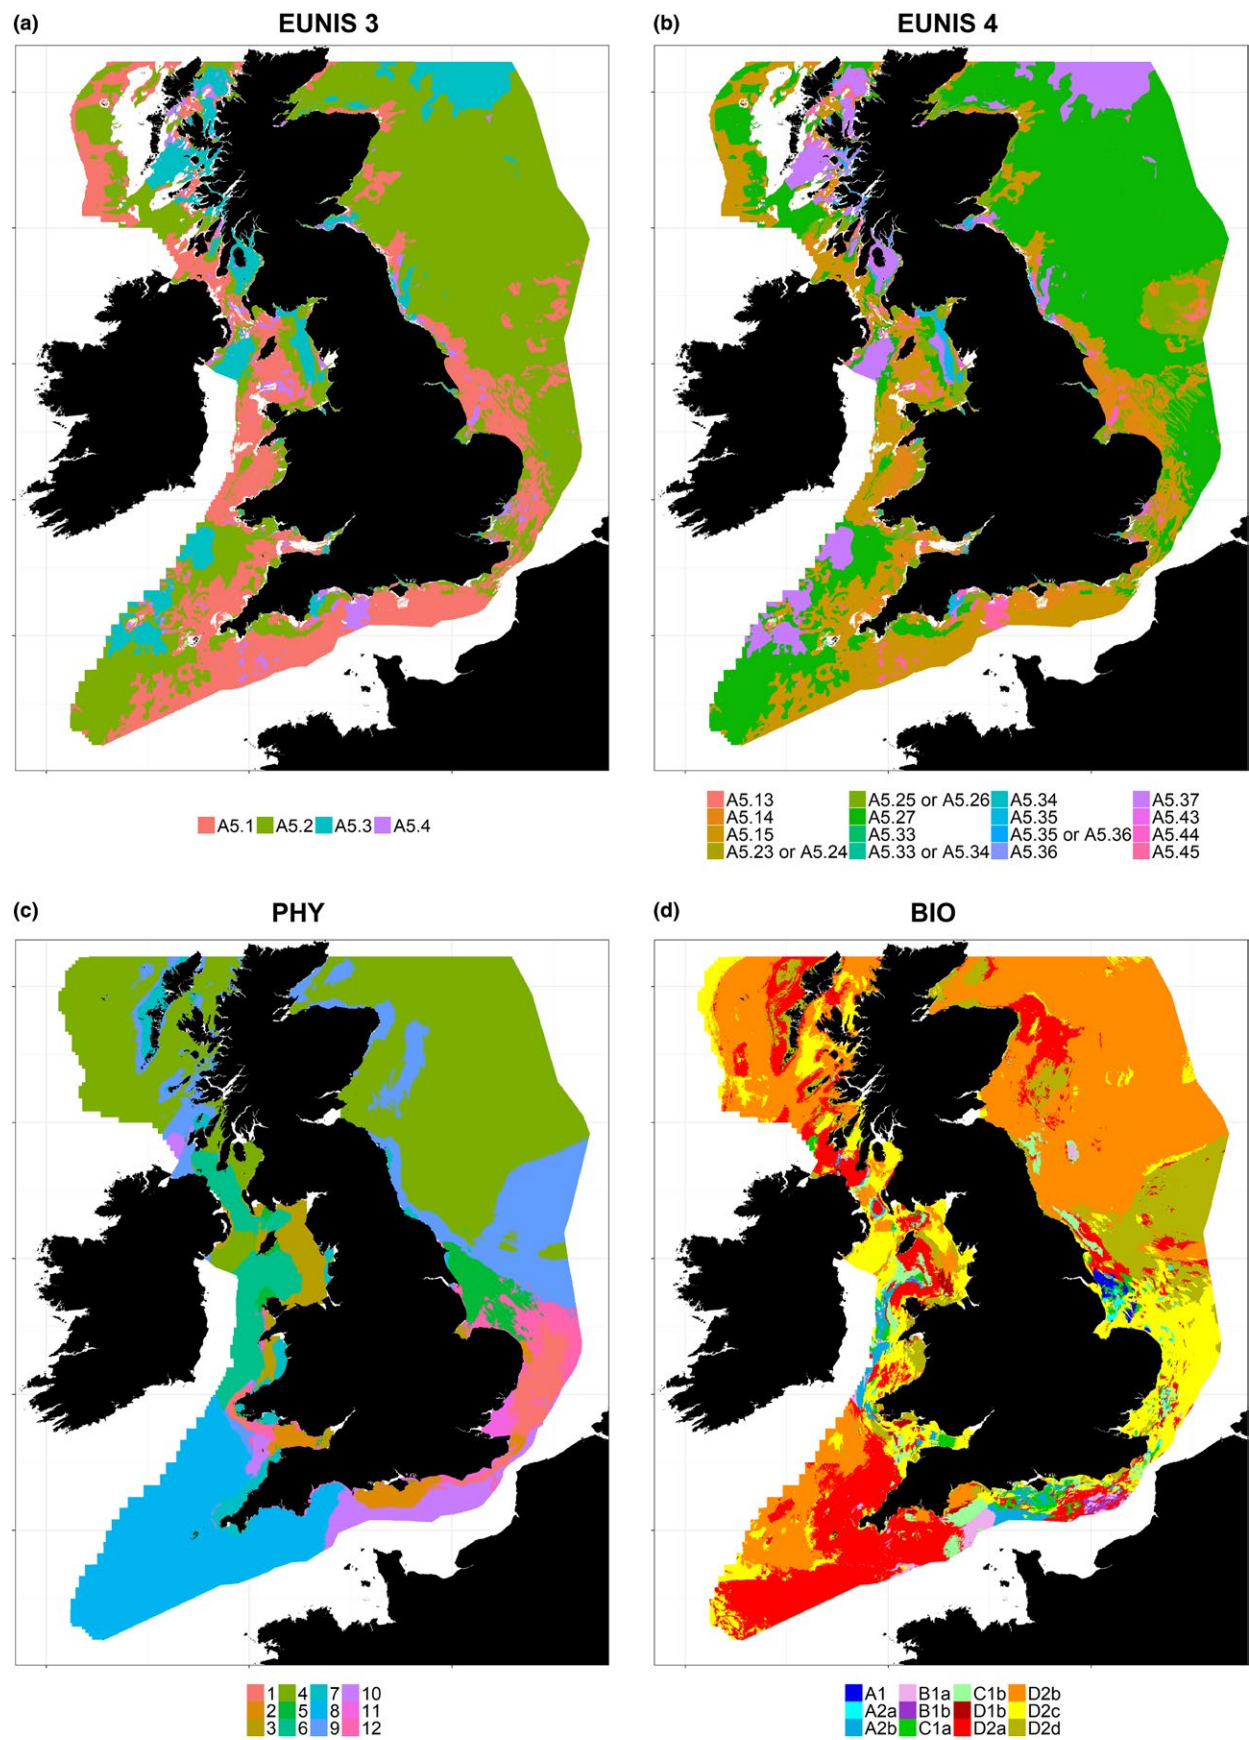 (a) EUNIS 3
(b) EUNIS 4
A5.1 A5.2 A5.3 A5.4
A5.13 A5.25 or A5.26 A5.34 A5.37
A5.14 A5.27 A5.35 A5.43
A5.15 A5.33 A5.35 or A5.36 A5.44
A5.23 or A5.24 A5.33 or A5.34 A5.36 A5.45
(c) PHY
(d) BIO
1 4 7 10
2 5 8 11
3 6 9 12
A1 B1a C1b D2b
A2a B1b D1b D2c
A2b C1a D2a D2d